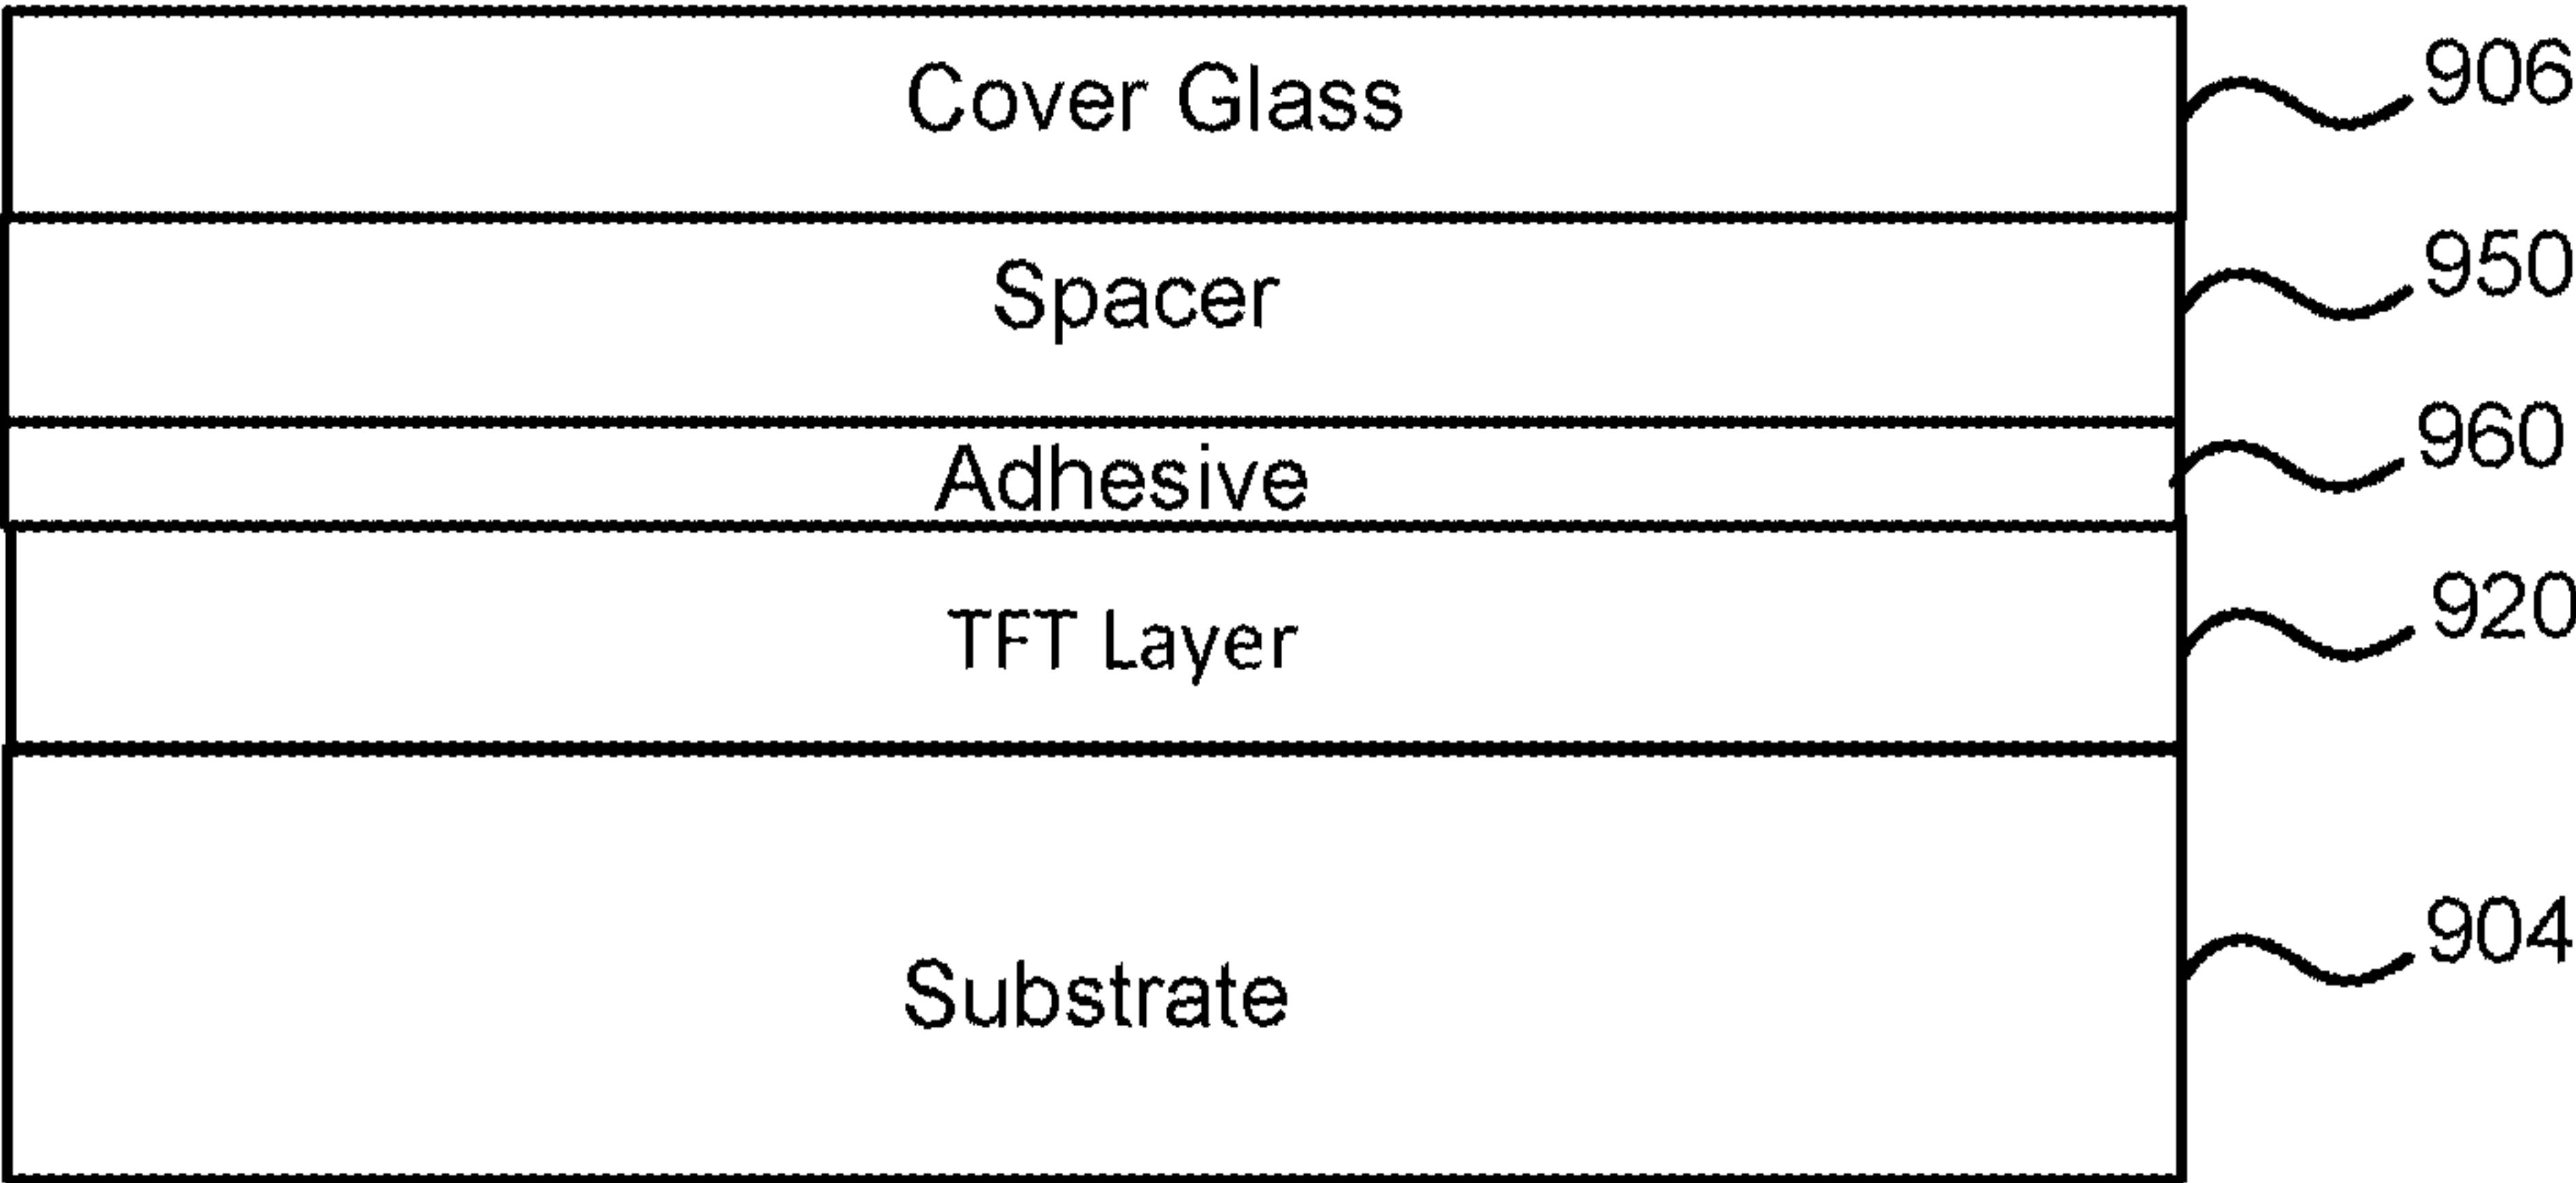 Cover Glass 906
Spacer 950
Adhesive 960
TFT Layer 920
Substrate 904